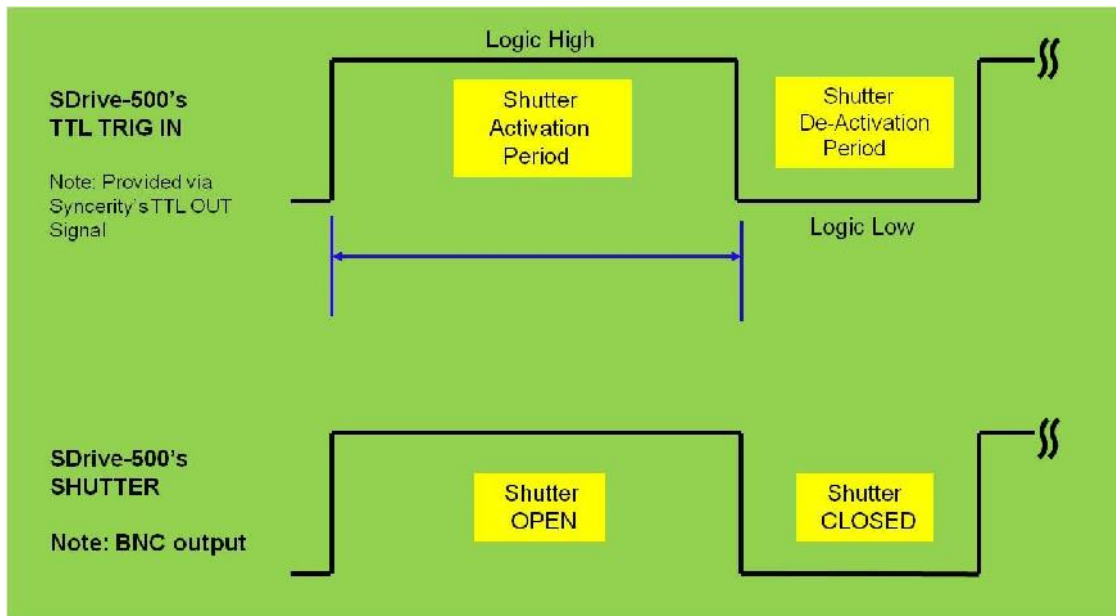 Logic High
SDrive-500's
TTL TRIG IN
Note: Provided via
Syncerity's TTL OUT
Signal
Shutter
Activation
Period
Shutter
De-Activation
Period
Logic Low
SDrive-500's
SHUTTER
Note: BNC output
Shutter
OPEN
Shutter
CLOSED